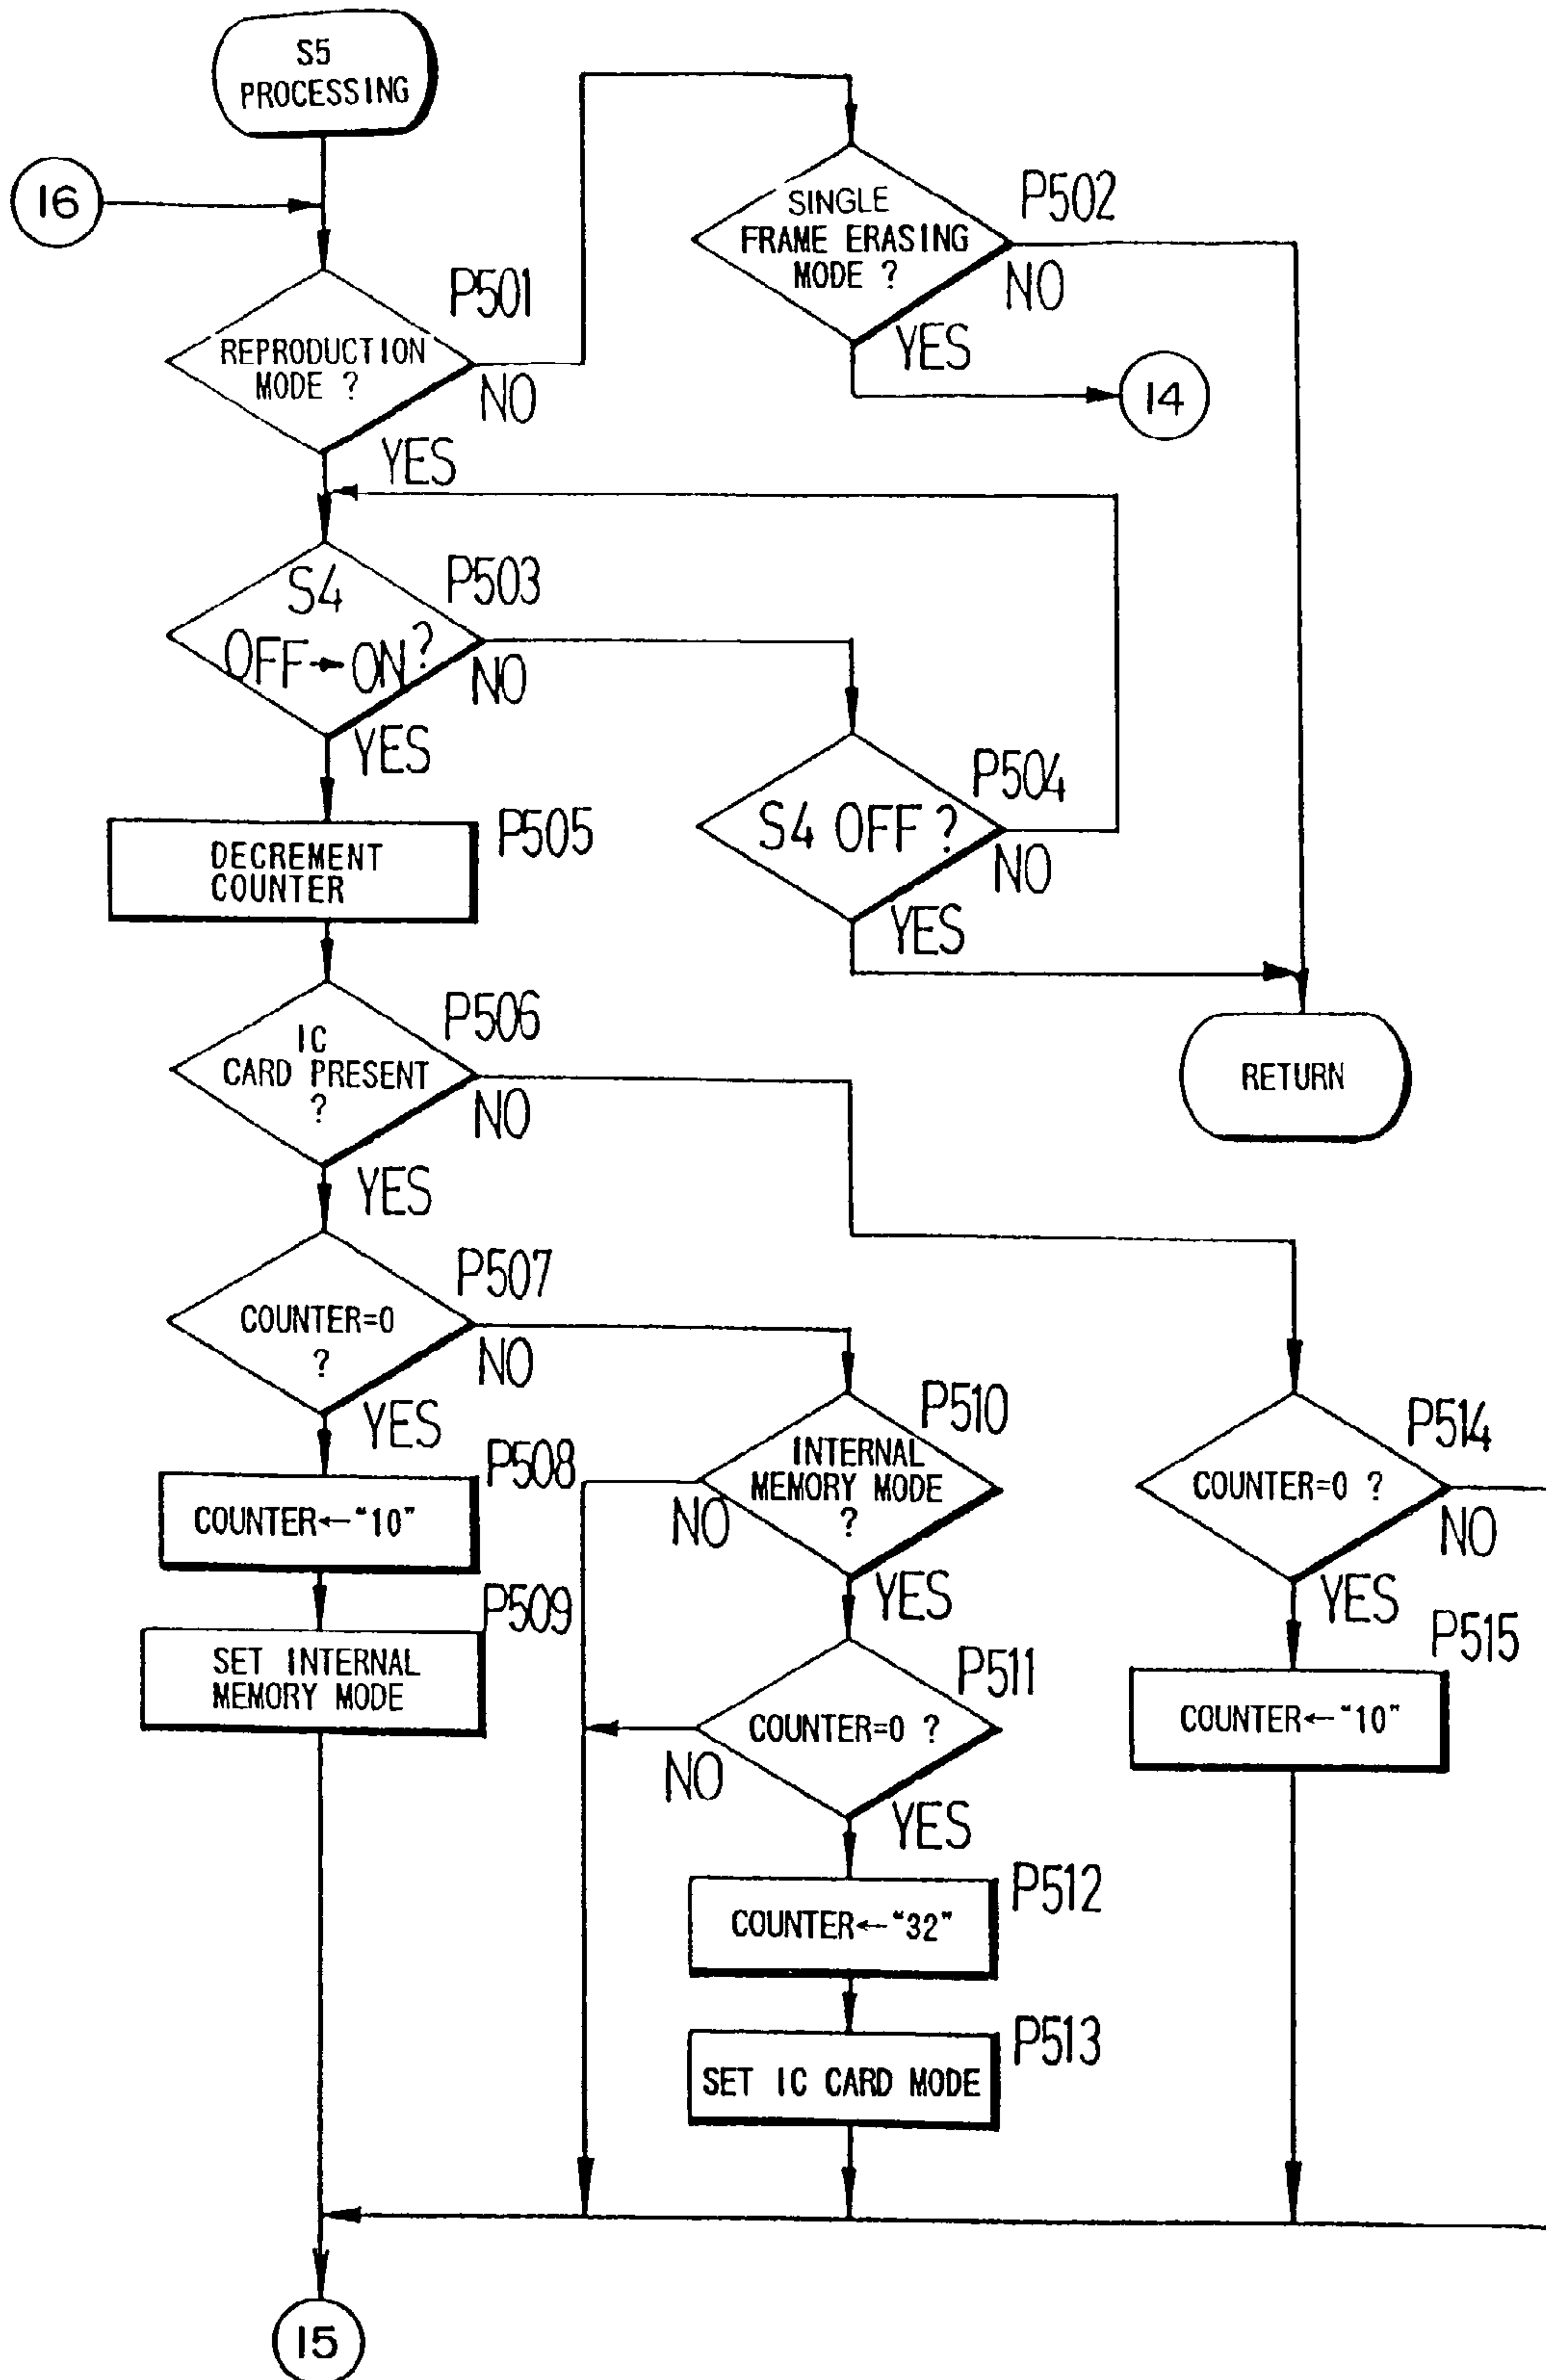 S5
PROCESSING
16
P501
REPRODUCTION
MODE ?
NO
YES
SINGLE
FRAME ERASING
MODE ?
P502
NO
YES
14
S4
OFF→ON?
P503
NO
YES
S4 OFF ?
P504
NO
YES
DECREMENT
COUNTER
P505
IC
CARD PRESENT
?
P506
NO
YES
RETURN
COUNTER=0
?
P507
NO
YES
COUNTER←"10"
P508
SET INTERNAL
MEMORY MODE
P509
INTERNAL
MEMORY MODE
?
P510
NO
YES
COUNTER=0 ?
P511
NO
YES
COUNTER←"32"
P512
SET IC CARD MODE
P513
COUNTER=0 ?
P514
NO
YES
COUNTER←"10"
P515
15